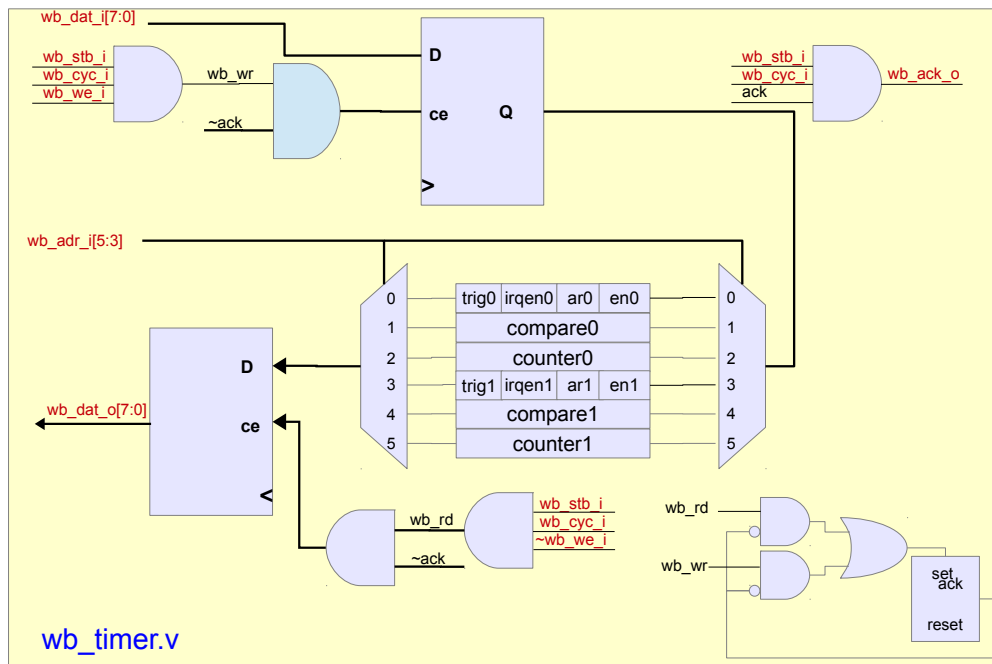 wb_dat_i[7:0]
wb_stb_i
wb_cyc_i
wb_we_i
wb_wr
~ack
D
ce
Q
>
wb_stb_i
wb_cyc_i
ack
wb_ack_o
wb_adr_i[5:3]
0
1
2
3
4
5
trig0 irqen0 ar0 en0
compare0
counter0
trig1 irqen1 ar1 en1
compare1
counter1
0
1
2
3
4
5
D
ce
<
wb_dat_o[7:0]
wb_rd
~ack
wb_stb_i
wb_cyc_i
~wb_we_i
wb_rd
wb_wr
set
ack
reset
wb_timer.v